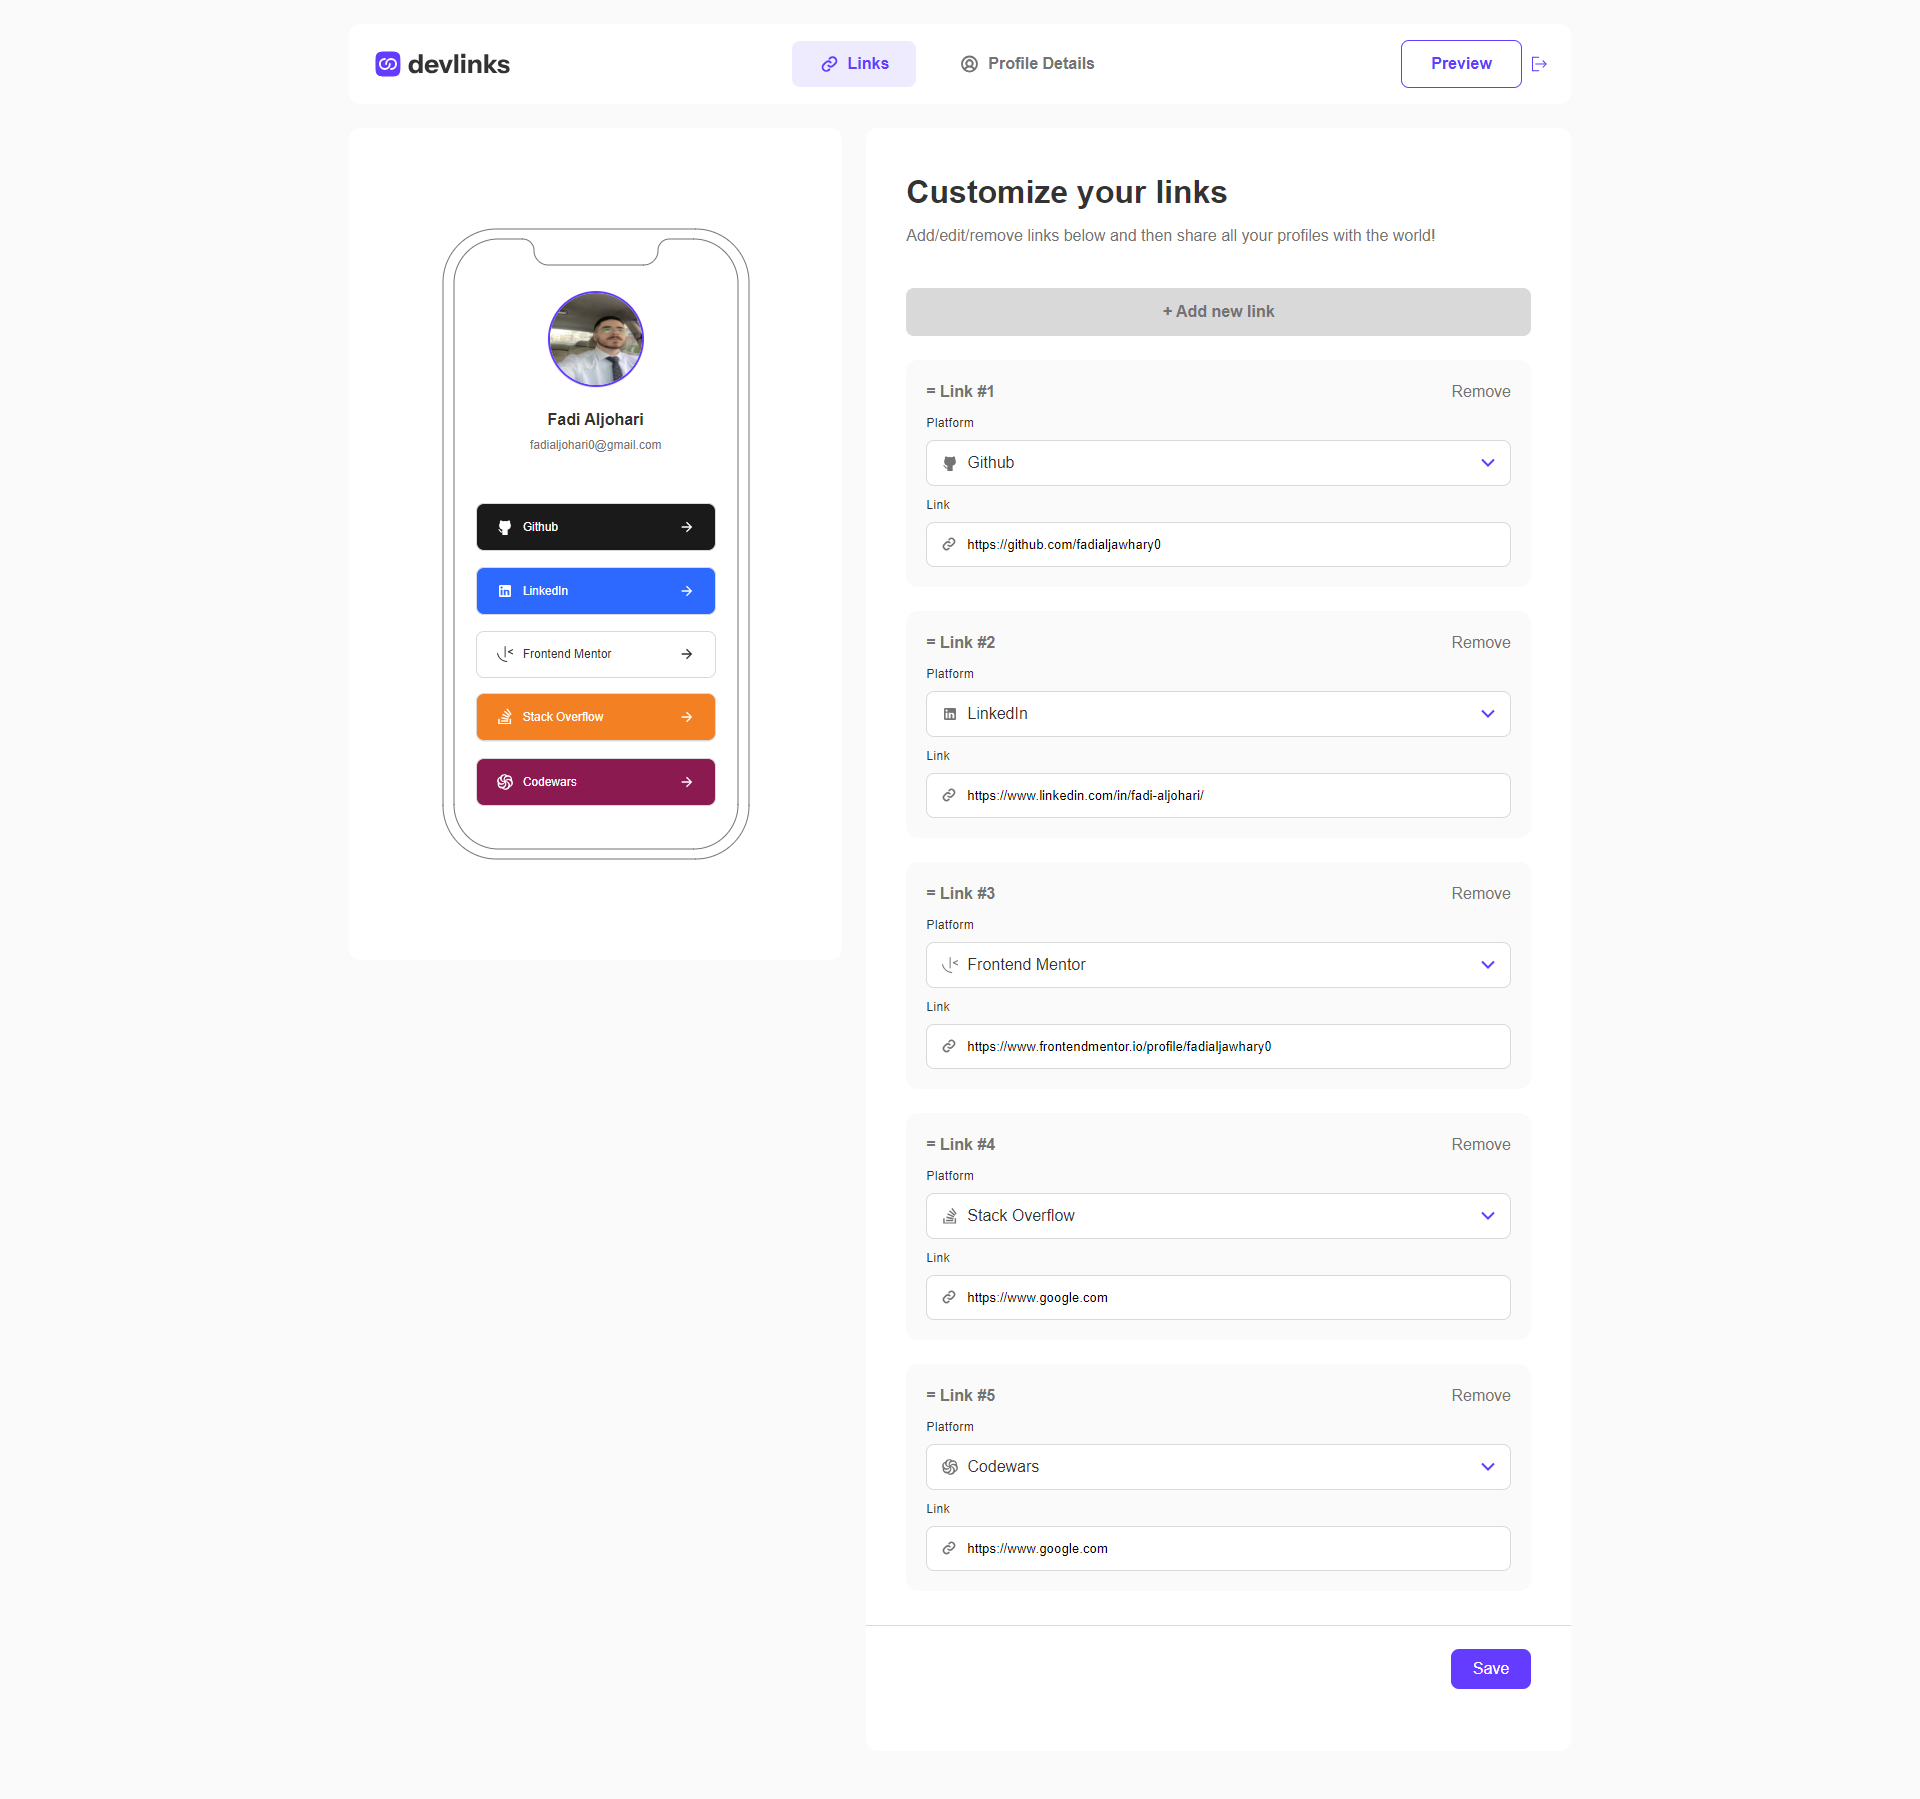 devlinks
Links
Profile Details
Preview
Fadi Aljohari
fadialjohari0@gmail.com
Github
LinkedIn
Frontend Mentor
Stack Overflow
Codewars
Customize your links
Add/edit/remove links below and then share all your profiles with the world!
+ Add new link
= Link #1 Remove
Platform
Github
Link
https://github.com/fadialjawhary0
= Link #2 Remove
Platform
LinkedIn
Link
https://www.linkedin.com/in/fadi-aljohari/
= Link #3 Remove
Platform
Frontend Mentor
Link
https://www.frontendmentor.io/profile/fadialjawhary0
= Link #4 Remove
Platform
Stack Overflow
Link
https://www.google.com
= Link #5 Remove
Platform
Codewars
Link
https://www.google.com
Save